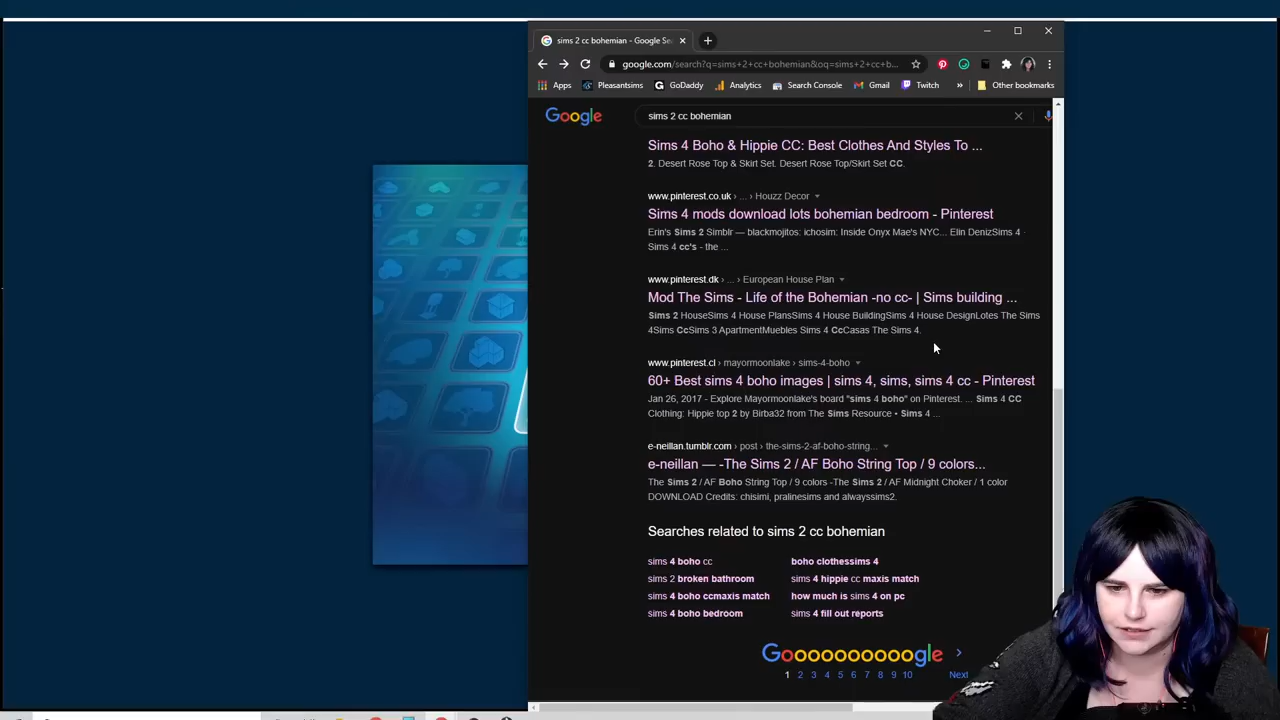 sims 2 cc bohemian - Google Se
google.com/search?q=sims+2+cc+bohemian&oq=sims+2+cc+b...
Apps Pleasantsims GoDaddy Analytics Search Console Gmail Twitch » Other bookmarks
Google sims 2 cc bohemian
Sims 4 Boho & Hippie CC: Best Clothes And Styles To ...
2. Desert Rose Top & Skirt Set. Desert Rose Top/Skirt Set CC.
www.pinterest.co.uk › ... › Houzz Decor
Sims 4 mods download lots bohemian bedroom - Pinterest
Erin's Sims 2 Simblr — blackmojitos: ichosim: Inside Onyx Mae's NYC... Elin DenizSims 4 ·
Sims 4 cc's - the ...
www.pinterest.dk › ... › European House Plan
Mod The Sims - Life of the Bohemian -no cc- | Sims building ...
Sims 2 HouseSims 4 House PlansSims 4 House BuildingSims 4 House DesignLotes The Sims
4Sims CcSims 3 ApartmentMuebles Sims 4 CcCasas The Sims 4.
www.pinterest.cl › mayormoonlake › sims-4-boho
60+ Best sims 4 boho images | sims 4, sims, sims 4 cc - Pinterest
Jan 26, 2017 - Explore Mayormoonlake's board "sims 4 boho" on Pinterest. ... Sims 4 CC
Clothing: Hippie top 2 by Birba32 from The Sims Resource • Sims 4 ...
e-neillan.tumblr.com › post › the-sims-2-af-boho-string...
e-neillan — -The Sims 2 / AF Boho String Top / 9 colors...
The Sims 2 / AF Boho String Top / 9 colors -The Sims 2 / AF Midnight Choker / 1 color
DOWNLOAD Credits: chisimi, pralinesims and alwayssims2.
Searches related to sims 2 cc bohemian
sims 4 boho cc boho clothessims 4
sims 2 broken bathroom sims 4 hippie cc maxis match
sims 4 boho ccmaxis match how much is sims 4 on pc
sims 4 boho bedroom sims 4 fill out reports
Goooooooooogle >
1 2 3 4 5 6 7 8 9 10 Next